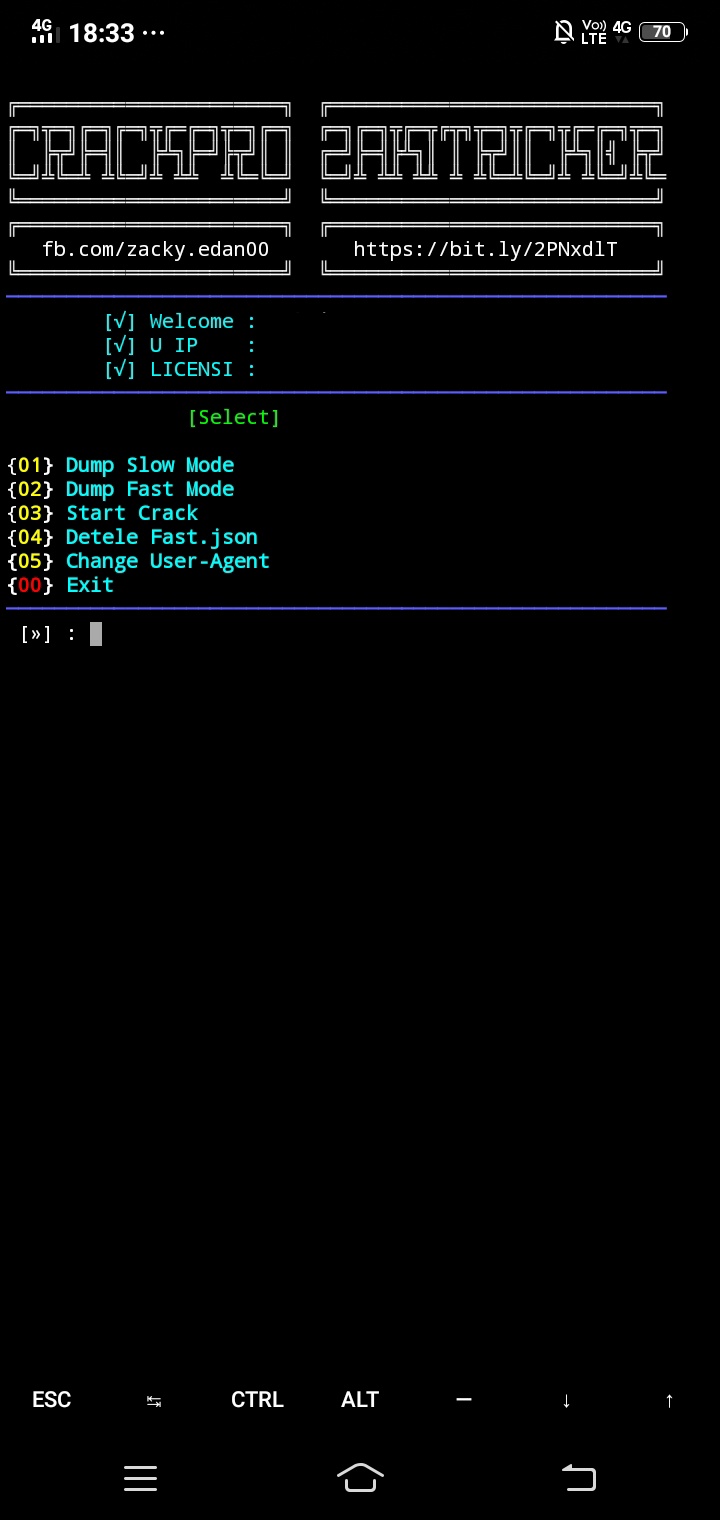 4G 18:33 ··· Vo)) LTE 4G 70
CRACKPRO ZAKTRICKER
fb.com/zacky.edan00 https://bit.ly/2PNxdlT
[√] Welcome :
[√] U IP :
[√] LICENSI :
[Select]
{01} Dump Slow Mode
{02} Dump Fast Mode
{03} Start Crack
{04} Detele Fast.json
{05} Change User-Agent
{00} Exit
[»] :
ESC ↹ CTRL ALT — ↓ ↑